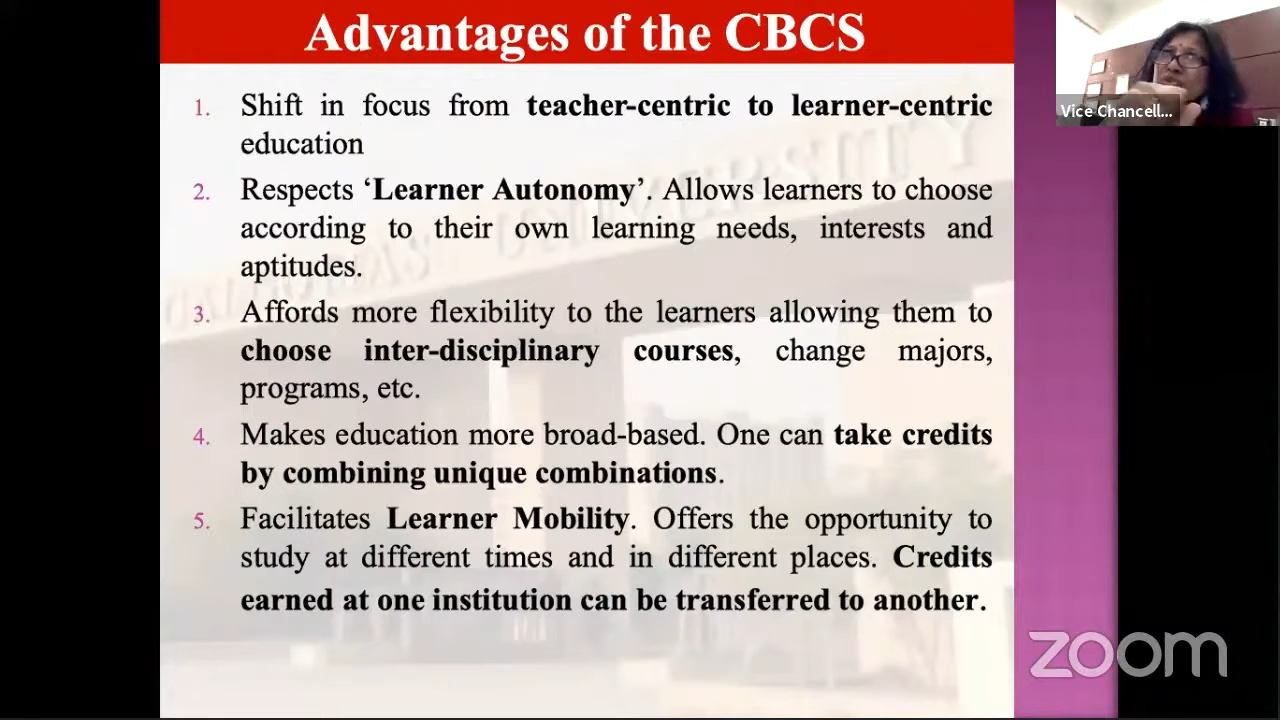 Advantages of the CBCS
Vice Chancell...
1. Shift in focus from teacher-centric to learner-centric
education
2. Respects ‘Learner Autonomy’. Allows learners to choose
according to their own learning needs, interests and
aptitudes.
3. Affords more flexibility to the learners allowing them to
choose inter-disciplinary courses, change majors,
programs, etc.
4. Makes education more broad-based. One can take credits
by combining unique combinations.
5. Facilitates Learner Mobility. Offers the opportunity to
study at different times and in different places. Credits
earned at one institution can be transferred to another.
zoom
UNIVERSITY